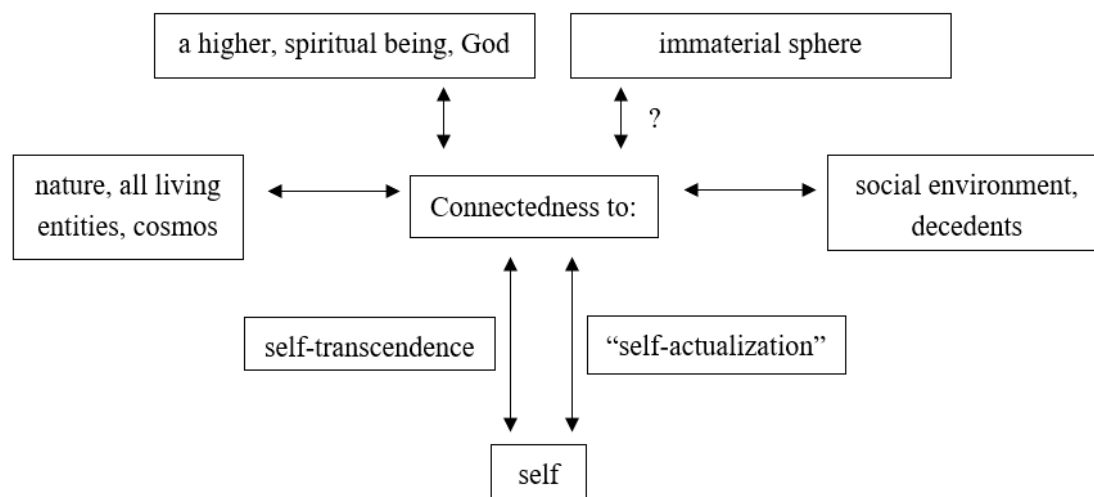 a higher, spiritual being, God
immaterial sphere
?
nature, all living
entities, cosmos
Connectedness to:
social environment,
decedents
self-transcendence
“self-actualization”
self